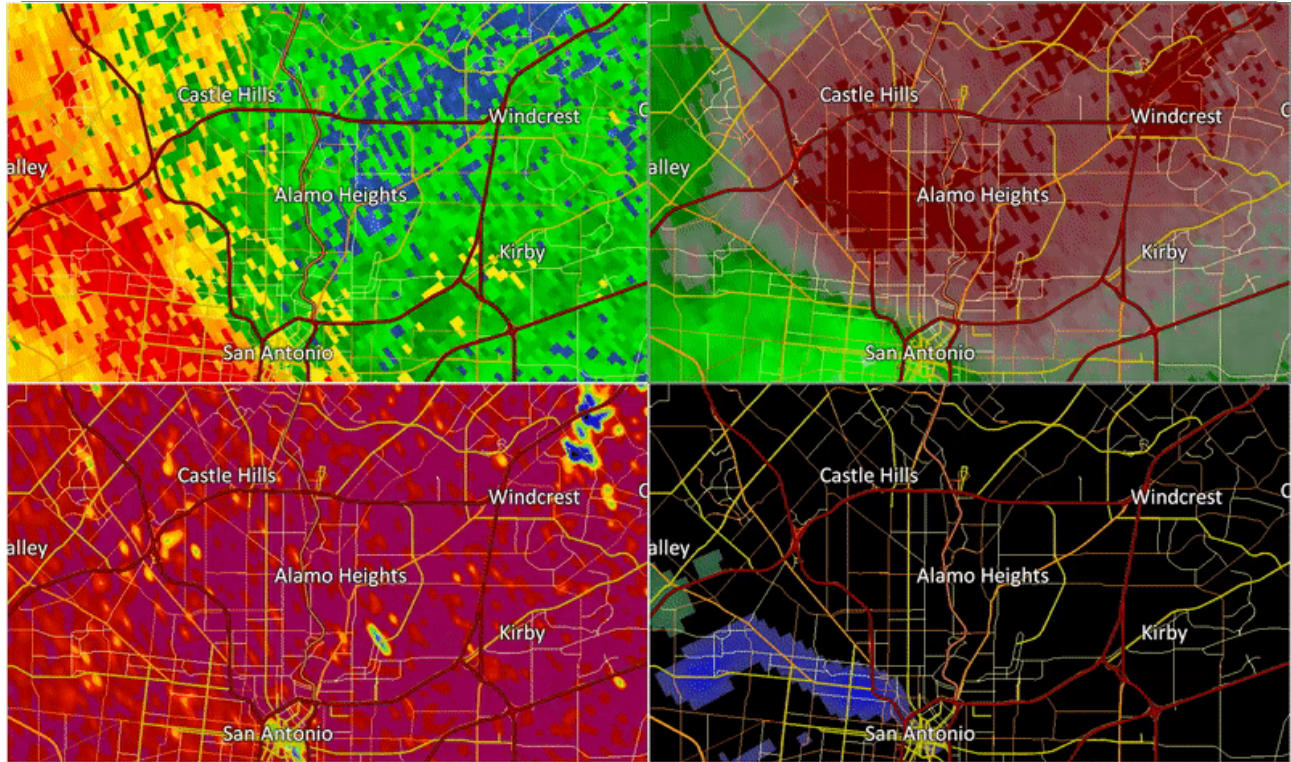 Castle Hills
Windcrest
alley
Alamo Heights
Kirby
San Antonio
Castle Hills
Windcrest
C
alley
Alamo Heights
Kirby
San Antonio
Castle Hills
Windcrest
C
alley
Alamo Heights
Kirby
San Antonio
Castle Hills
Windcrest
alley
Alamo Heights
Kirby
San Antonio